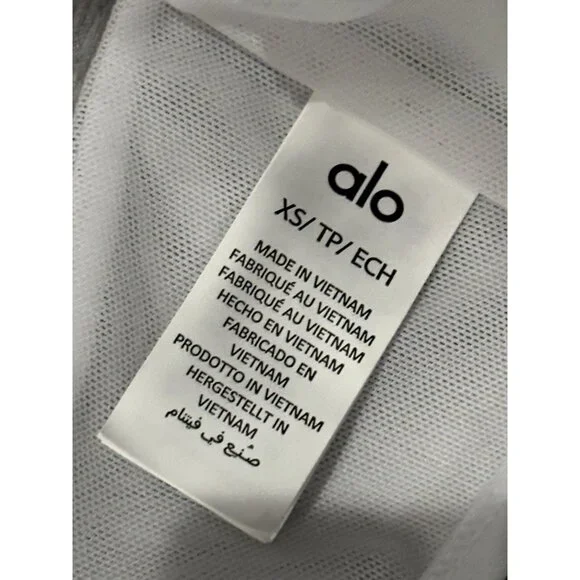 alo
XS/ TP/ ECH
MADE IN VIETNAM
FABRIQUÉ AU VIETNAM
FABRIQUÉ AU VIETNAM
HECHO EN VIETNAM
FABRICADO EN
VIETNAM
PRODOTTO IN VIETNAM
HERGESTELLT IN
VIETNAM
صُنع في فيتنام